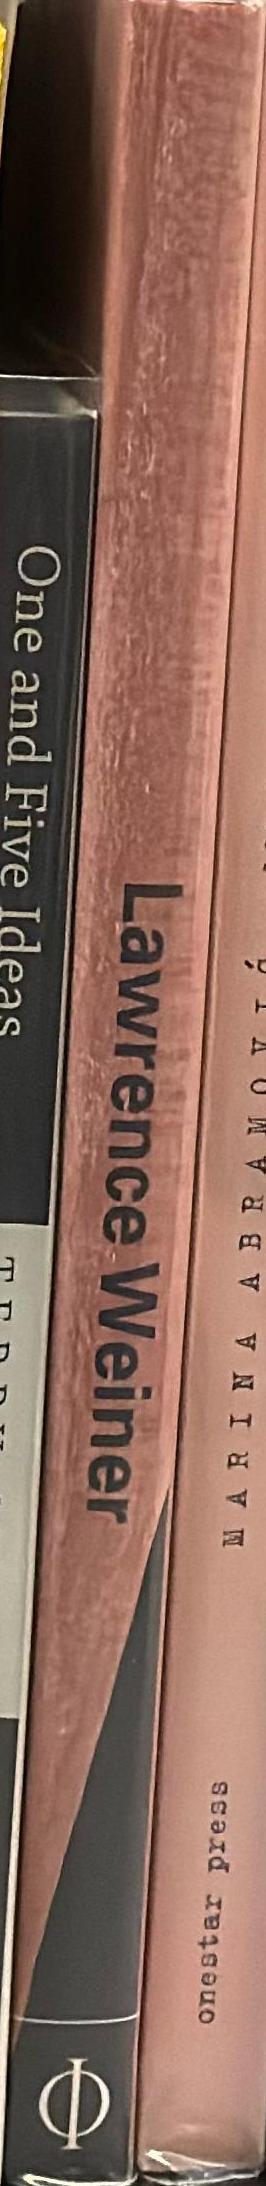 One and Five Ideas
Lawrence Weiner
Φ
MARINA ABRAMOVIĆ
onestar press